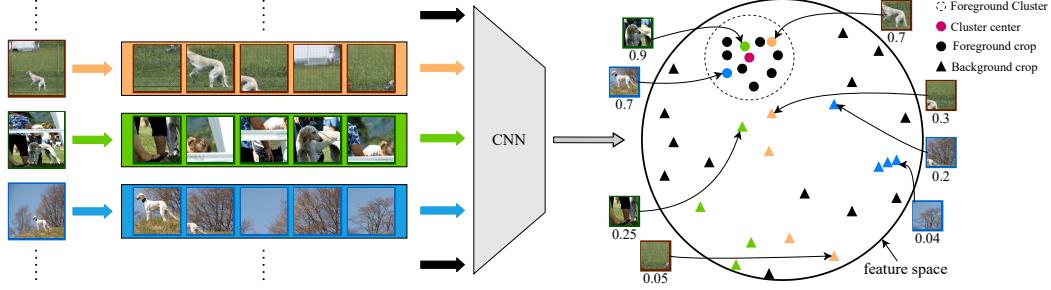 Foreground Cluster
Cluster center
Foreground crop
Background crop
CNN
0.9
0.7
0.7
0.3
0.2
0.25
0.04
0.05
feature space